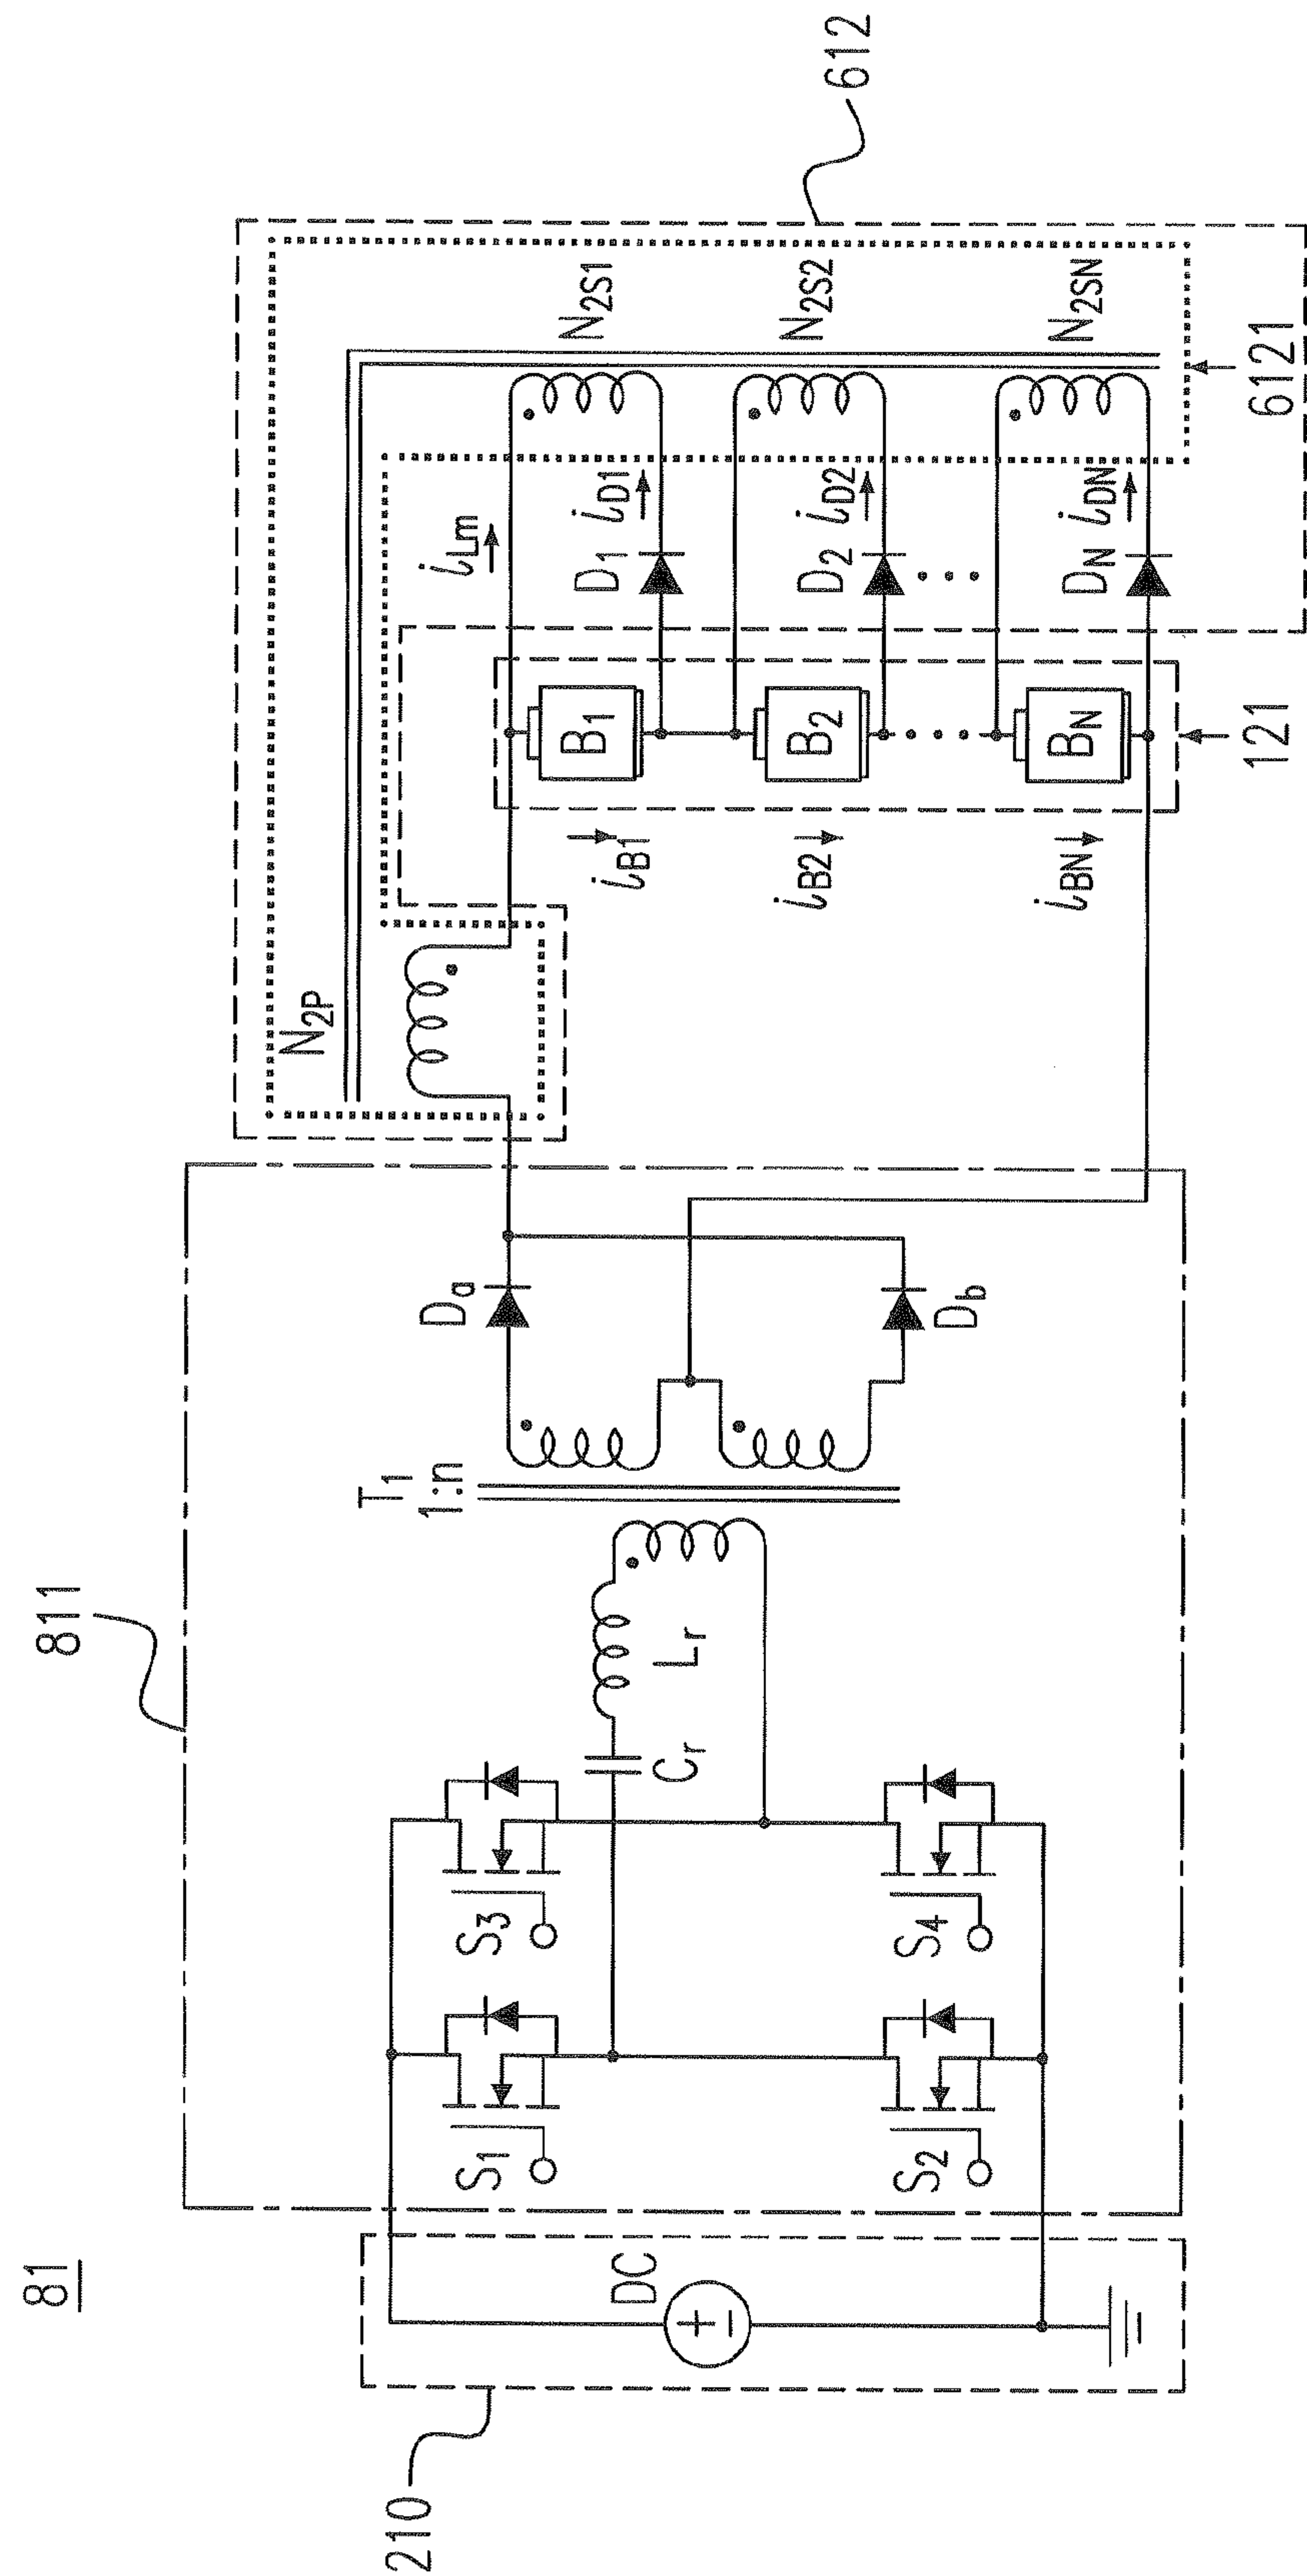 81
210
DC
811
S1
S2
S3
S4
Cr
Lr
T1
1:n
Da
Db
N2P
iLm
iB1
iB2
iBN
B1
B2
BN
121
D1
D2
DN
iD1
iD2
iDN
N2S1
N2S2
N2SN
6121
612